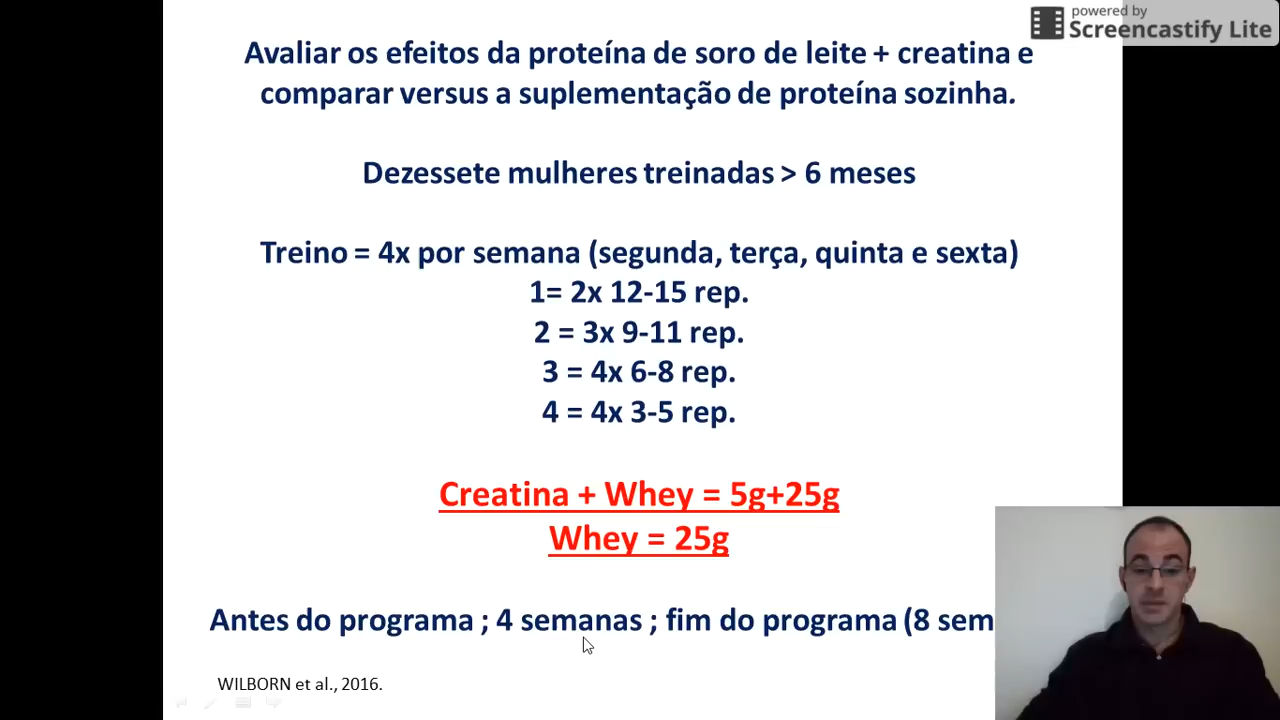 powered by
Screencastify Lite
Avaliar os efeitos da proteína de soro de leite + creatina e
comparar versus a suplementação de proteína sozinha.
Dezessete mulheres treinadas > 6 meses
Treino = 4x por semana (segunda, terça, quinta e sexta)
1= 2x 12-15 rep.
2 = 3x 9-11 rep.
3 = 4x 6-8 rep.
4 = 4x 3-5 rep.
Creatina + Whey = 5g+25g
Whey = 25g
Antes do programa ; 4 semanas ; fim do programa (8 sem
WILBORN et al., 2016.